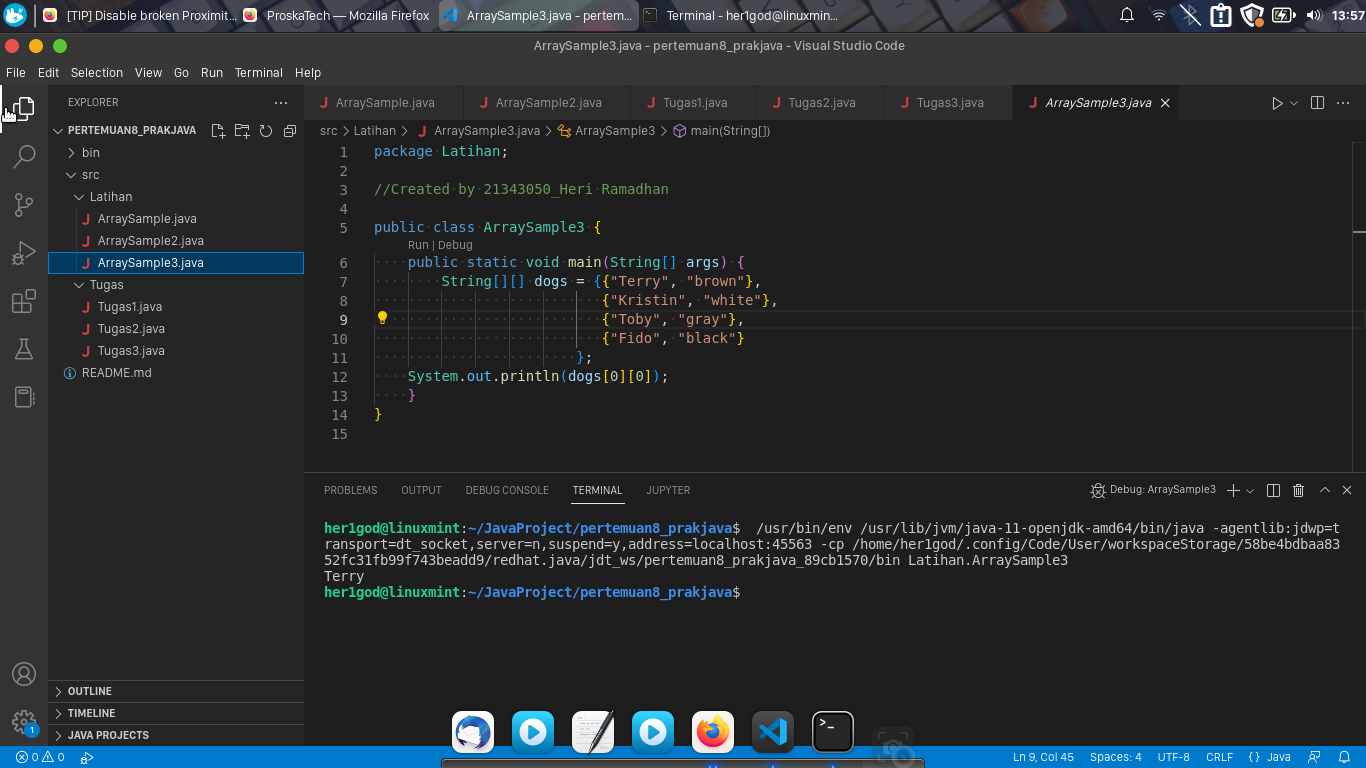 [TIP] Disable broken Proximit... ProskaTech — Mozilla Firefox ArraySample3.java - pertem... Terminal - her1god@linuxmin... 13:57
ArraySample3.java - pertemuan8_prakjava - Visual Studio Code
File Edit Selection View Go Run Terminal Help
EXPLORER
PERTEMUAN8_PRAKJAVA
bin
src
Latihan
ArraySample.java
ArraySample2.java
ArraySample3.java
Tugas
Tugas1.java
Tugas2.java
Tugas3.java
README.md
OUTLINE
TIMELINE
JAVA PROJECTS
ArraySample.java ArraySample2.java Tugas1.java Tugas2.java Tugas3.java ArraySample3.java
src > Latihan > ArraySample3.java > ArraySample3 > main(String[])
1 package Latihan;
2
3 //Created by 21343050_Heri Ramadhan
4
5 public class ArraySample3 {
Run | Debug
6 public static void main(String[] args) {
7 String[][] dogs = {{"Terry", "brown"},
8 {"Kristin", "white"},
9 {"Toby", "gray"},
10 {"Fido", "black"}
11 };
12 System.out.println(dogs[0][0]);
13 }
14 }
15
PROBLEMS OUTPUT DEBUG CONSOLE TERMINAL JUPYTER Debug: ArraySample3
her1god@linuxmint:~/JavaProject/pertemuan8_prakjava$ /usr/bin/env /usr/lib/jvm/java-11-openjdk-amd64/bin/java -agentlib:jdwp=t
ransport=dt_socket,server=n,suspend=y,address=localhost:45563 -cp /home/her1god/.config/Code/User/workspaceStorage/58be4bdbaa83
52fc31fb99f743beadd9/redhat.java/jdt_ws/pertemuan8_prakjava_89cb1570/bin Latihan.ArraySample3
Terry
her1god@linuxmint:~/JavaProject/pertemuan8_prakjava$
1
0 0 Ln 9, Col 45 Spaces: 4 UTF-8 CRLF { } Java